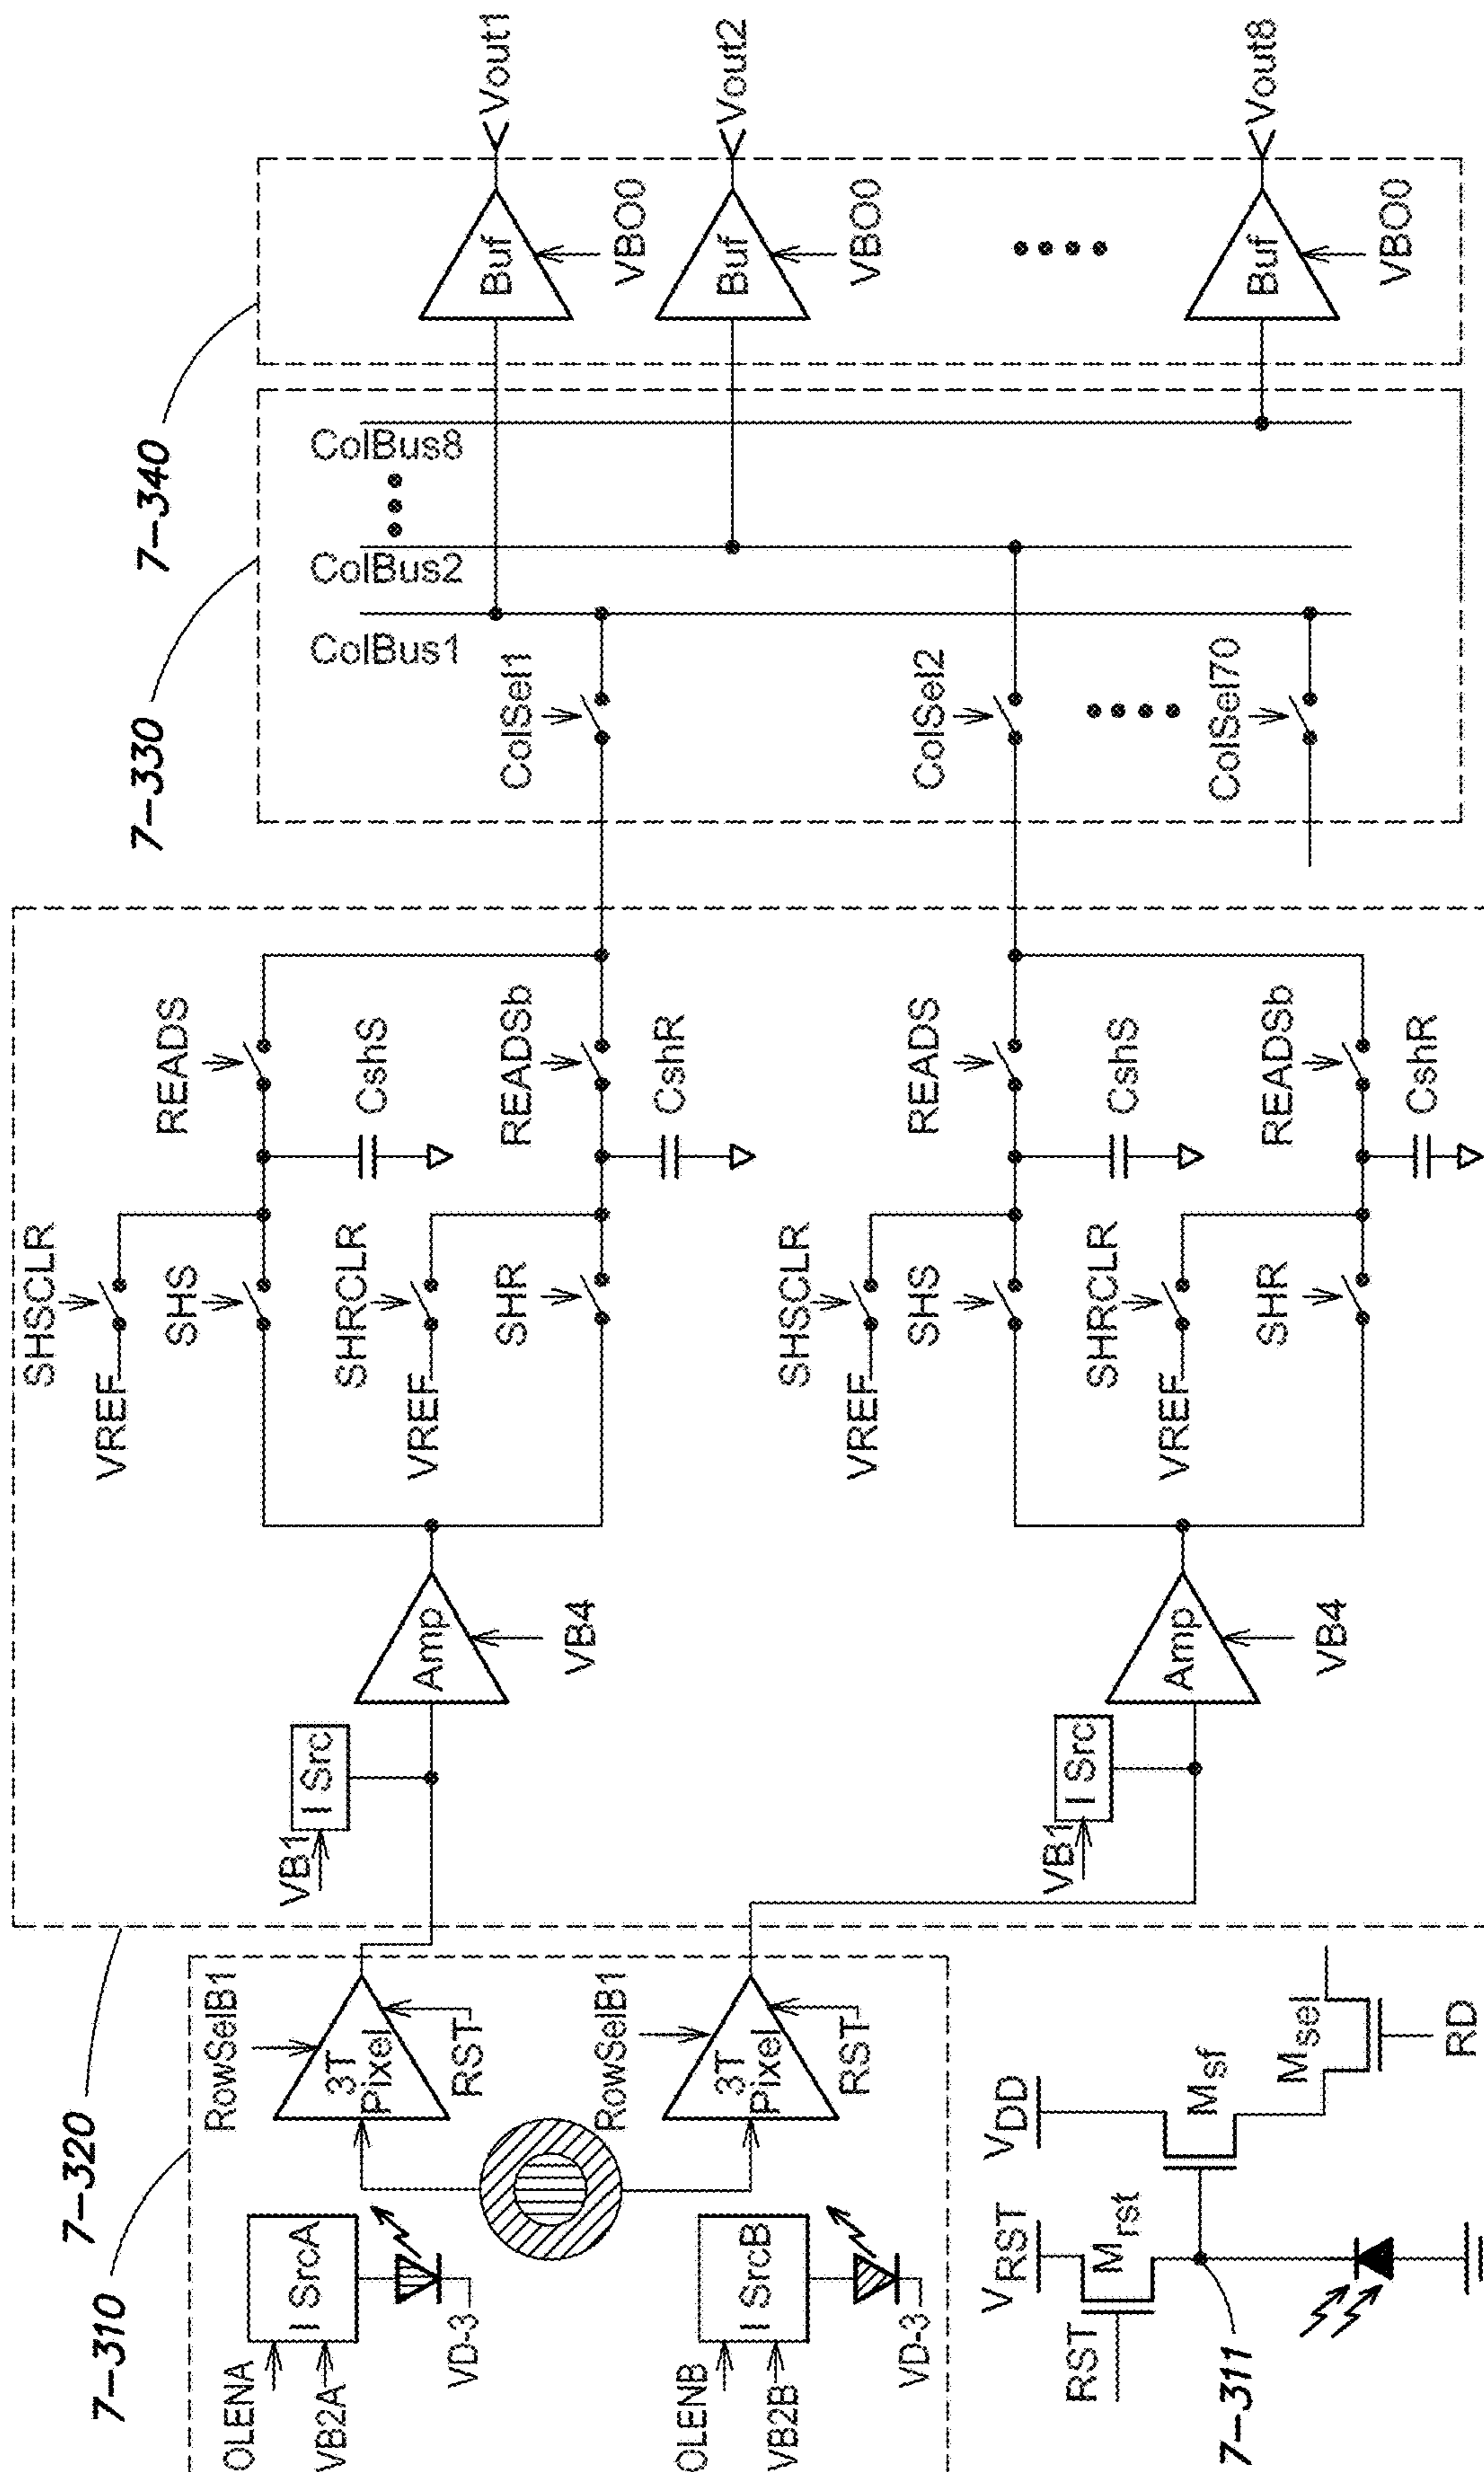 7-310
7-320
7-330
7-340
OLENA
VB2A
I SrcA
VD-3
RowSelB1
3T
Pixel
RST
OLENB
VB2B
I SrcB
VD-3
RowSelB1
3T
Pixel
RST
VB1
I Src
Amp
VB4
SHSCLR
VREF
SHS
SHRCLR
VREF
SHR
READS
CshS
READSb
CshR
VB1
I Src
Amp
VB4
SHSCLR
VREF
SHS
SHRCLR
VREF
SHR
READS
CshS
READSb
CshR
ColBus1
ColBus2
ColBus8
ColSel1
ColSel2
ColSel70
Buf
VBO0
Vout1
Buf
VBO0
Vout2
Buf
VBO0
Vout8
7-311
RST
VRST
Mrst
VDD
Msf
Msel
RD